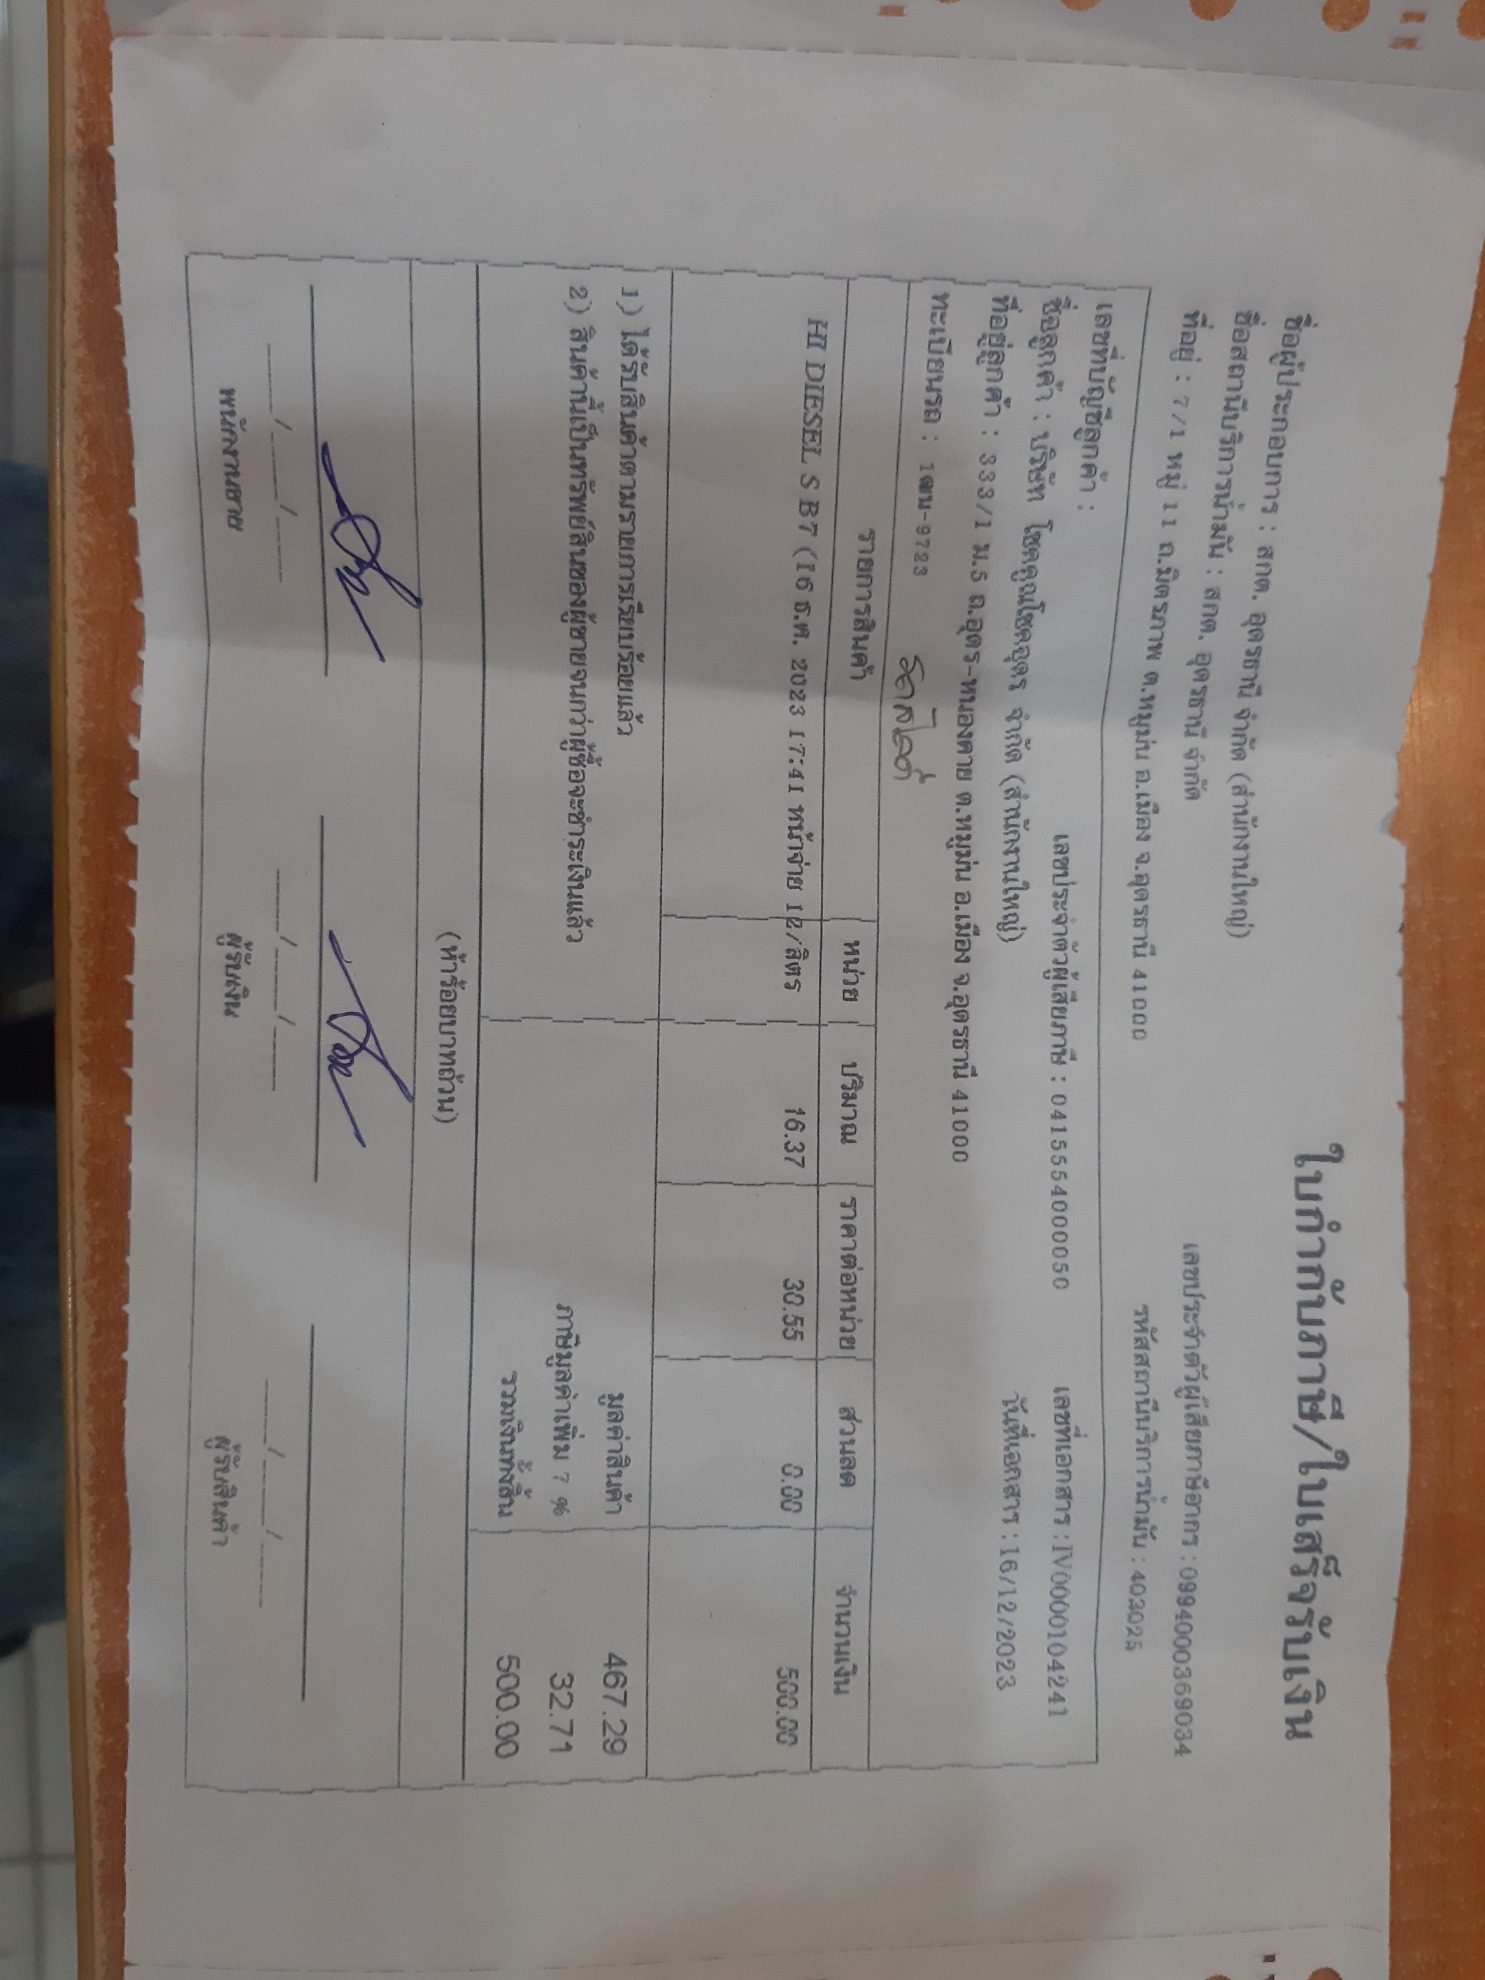 ใบกำกับภาษี/ใบเสร็จรับเงิน
ชื่อผู้ประกอบการ : สกต. อุดรธานี จำกัด (สำนักงานใหญ่)
ชื่อสถานีบริการน้ำมัน : สกต. อุดรธานี จำกัด
เลขประจำตัวผู้เสียภาษีอากร : 0994000369034
ที่อยู่ : 7/1 หมู่ 11 ถ.มิตรภาพ ต.หมูม่น อ.เมือง จ.อุดรธานี 41000
รหัสสถานีบริการน้ำมัน : 403025
เลขที่บัญชีลูกค้า :
เลขประจำตัวผู้เสียภาษี : 0415554000050
เลขที่เอกสาร : IV0000104241
ชื่อลูกค้า : บริษัท โชคคูณโชคอุดร จำกัด (สำนักงานใหญ่)
วันที่เอกสาร : 16/12/2023
ที่อยู่ลูกค้า : 333/1 ม.5 ถ.อุดร-หนองคาย ต.หมูม่น อ.เมือง จ.อุดรธานี 41000
ทะเบียนรถ : 1ฒน-9723
รายการสินค้า หน่วย ปริมาณ ราคาต่อหน่วย ส่วนลด จำนวนเงิน
HI DIESEL S B7 (16 ธ.ค. 2023 17:41 หน้าจ่าย 12/ลิตร 16.37 30.55 0.00 500.00
1) ได้รับสินค้าตามรายการเรียบร้อยแล้ว
มูลค่าสินค้า 467.29
2) สินค้านี้เป็นทรัพย์สินของผู้ขายจนกว่าผู้ซื้อจะชำระเงินแล้ว
ภาษีมูลค่าเพิ่ม 7 % 32.71
รวมเงินทั้งสิ้น 500.00
(ห้าร้อยบาทถ้วน)
____/____/____ ____/____/____ ____/____/____
พนักงานขาย ผู้รับเงิน ผู้รับสินค้า